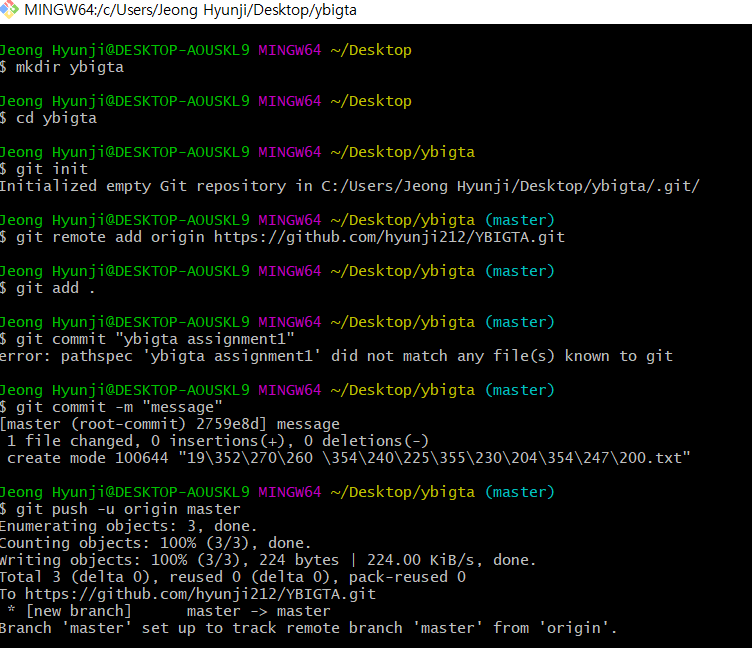 MINGW64:/c/Users/Jeong Hyunji/Desktop/ybigta
Jeong Hyunji@DESKTOP-AOUSKL9 MINGW64 ~/Desktop
$ mkdir ybigta
Jeong Hyunji@DESKTOP-AOUSKL9 MINGW64 ~/Desktop
$ cd ybigta
Jeong Hyunji@DESKTOP-AOUSKL9 MINGW64 ~/Desktop/ybigta
$ git init
Initialized empty Git repository in C:/Users/Jeong Hyunji/Desktop/ybigta/.git/
Jeong Hyunji@DESKTOP-AOUSKL9 MINGW64 ~/Desktop/ybigta (master)
$ git remote add origin https://github.com/hyunji212/YBIGTA.git
Jeong Hyunji@DESKTOP-AOUSKL9 MINGW64 ~/Desktop/ybigta (master)
$ git add .
Jeong Hyunji@DESKTOP-AOUSKL9 MINGW64 ~/Desktop/ybigta (master)
$ git commit "ybigta assignment1"
error: pathspec 'ybigta assignment1' did not match any file(s) known to git
Jeong Hyunji@DESKTOP-AOUSKL9 MINGW64 ~/Desktop/ybigta (master)
$ git commit -m "message"
[master (root-commit) 2759e8d] message
1 file changed, 0 insertions(+), 0 deletions(-)
create mode 100644 "19\352\270\260 \354\240\225\355\230\204\354\247\200.txt"
Jeong Hyunji@DESKTOP-AOUSKL9 MINGW64 ~/Desktop/ybigta (master)
$ git push -u origin master
Enumerating objects: 3, done.
Counting objects: 100% (3/3), done.
Writing objects: 100% (3/3), 224 bytes | 224.00 KiB/s, done.
Total 3 (delta 0), reused 0 (delta 0), pack-reused 0
To https://github.com/hyunji212/YBIGTA.git
* [new branch] master -> master
Branch 'master' set up to track remote branch 'master' from 'origin'.